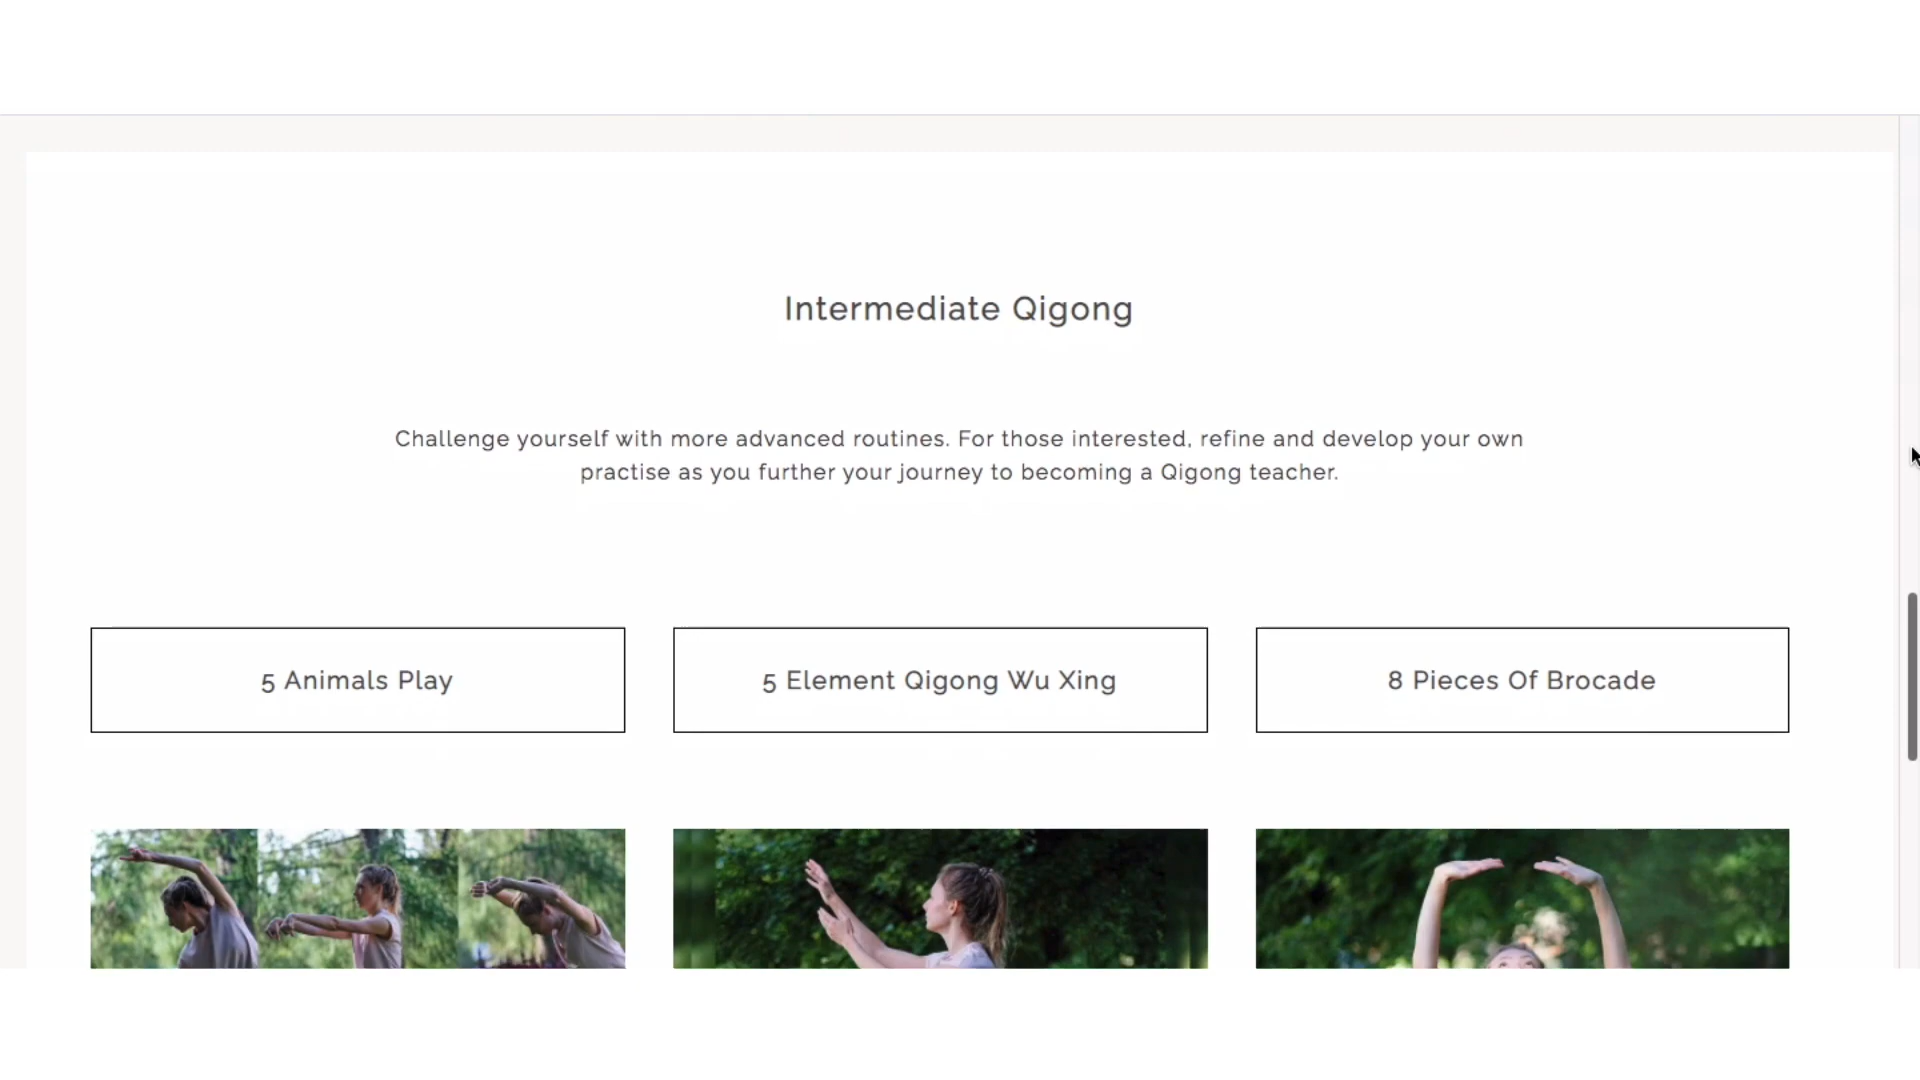 Intermediate Qigong
Challenge yourself with more advanced routines. For those interested, refine and develop your own
practise as you further your journey to becoming a Qigong teacher.
5 Animals Play
5 Element Qigong Wu Xing
8 Pieces Of Brocade